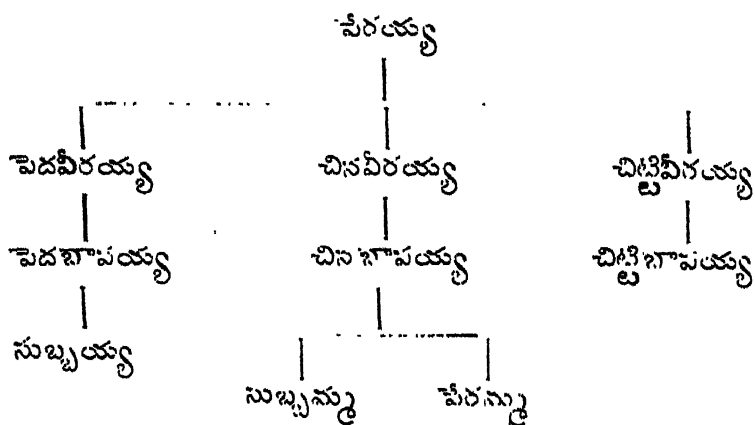 పేరయ్య
పెదవీరయ్య చినవీరయ్య చిట్టివీరయ్య
పెదబాపయ్య చినబాపయ్య చిట్టిబాపయ్య
సుబ్బయ్య
సుబ్బమ్మ పేరమ్మ